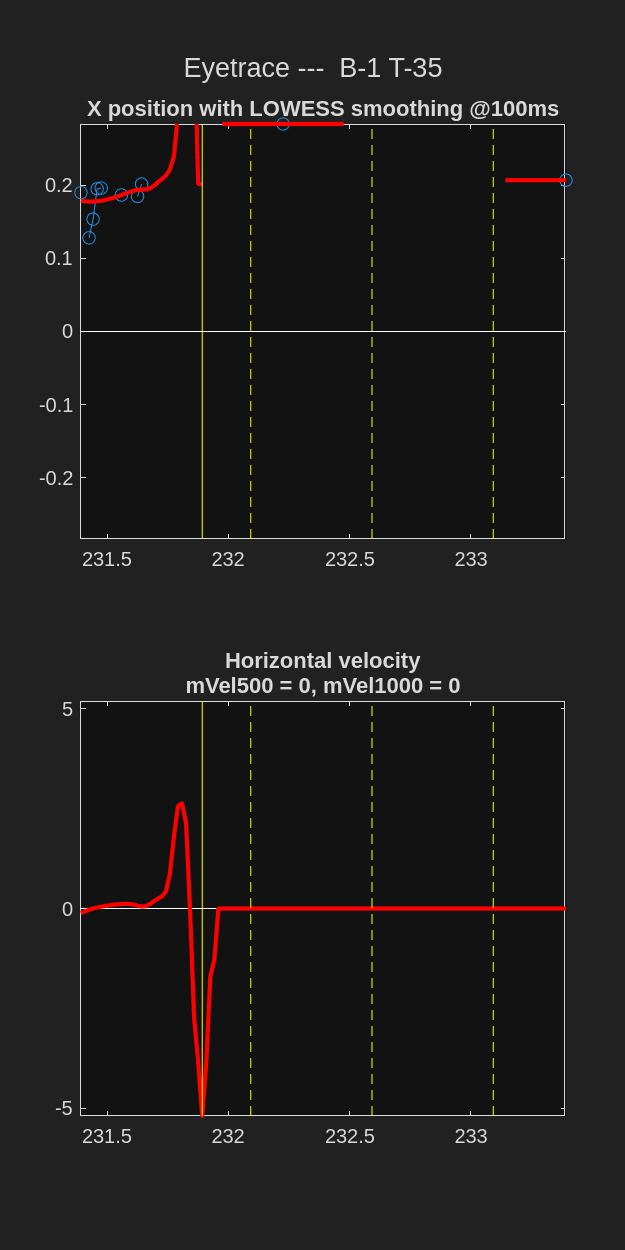 Eyetrace ---  B-1 T-35
X position with LOWESS smoothing @100ms
0.2
0.1
0
-0.1
-0.2
231.5 232 232.5 233
Horizontal velocity
mVel500 = 0, mVel1000 = 0
5
0
-5
231.5 232 232.5 233